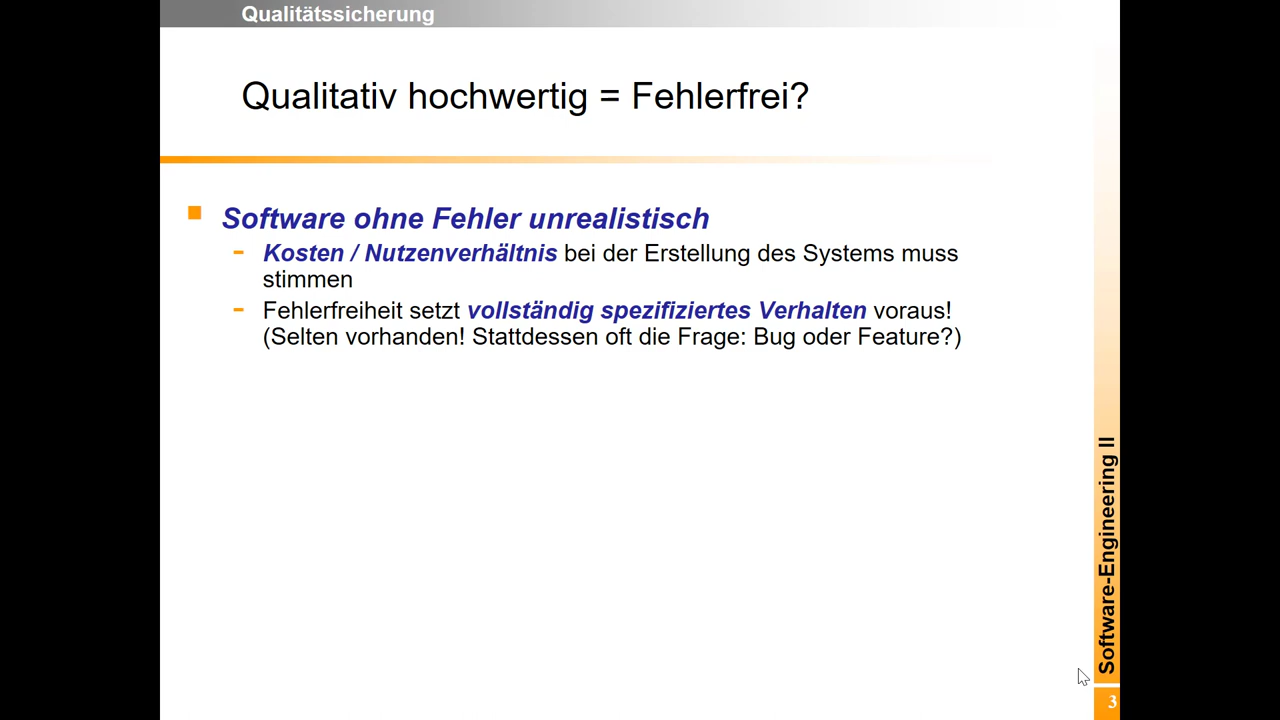 Qualitätssicherung
Qualitativ hochwertig = Fehlerfrei?
Software ohne Fehler unrealistisch
- Kosten / Nutzenverhältnis bei der Erstellung des Systems muss
stimmen
- Fehlerfreiheit setzt vollständig spezifiziertes Verhalten voraus!
(Selten vorhanden! Stattdessen oft die Frage: Bug oder Feature?)
Software-Engineering II
3